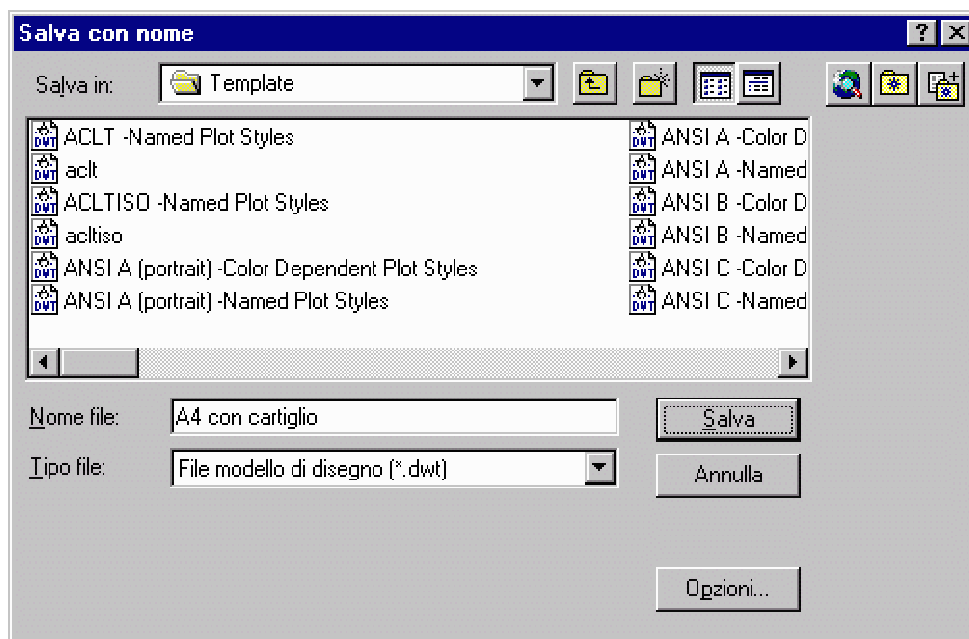 Salva con nome
Salva in: Template
ACLT -Named Plot Styles
aclt
ACLTISO -Named Plot Styles
acltiso
ANSI A (portrait) -Color Dependent Plot Styles
ANSI A (portrait) -Named Plot Styles
ANSI A -Color D
ANSI A -Named
ANSI B -Color D
ANSI B -Named
ANSI C -Color D
ANSI C -Named
Nome file: A4 con cartiglio
Salva
Tipo file: File modello di disegno (*.dwt)
Annulla
Opzioni...